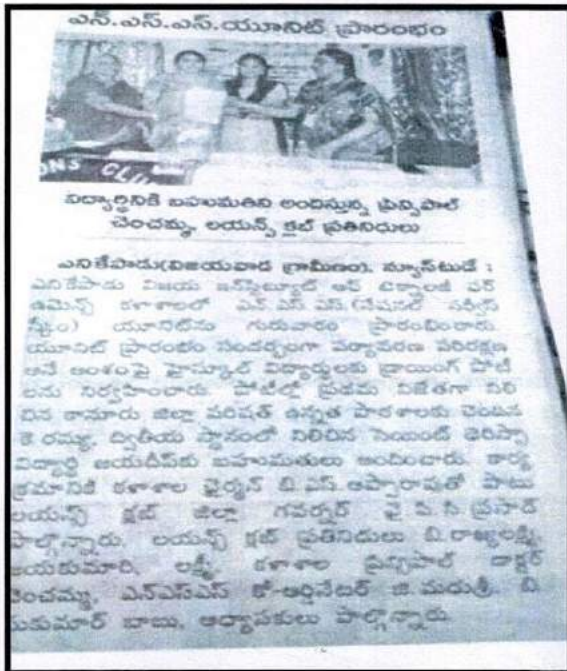 ఎన్.ఎస్.ఎస్.యూనిట్ ప్రారంభం
ONS CLU
విద్యార్థినికి బహుమతిని అందిస్తున్న ప్రిన్సిపాల్
చెంచమ్మ, లయన్స్ క్లబ్ ప్రతినిధులు
ఎనికేపాడు(విజయవాడ గ్రామీణం), న్యూస్‌టుడే :
ఎనికేపాడు విజయ ఇన్‌స్టిట్యూట్ ఆఫ్ టెక్నాలజీ ఫర్
ఉమెన్స్ కళాశాలలో ఎన్.ఎస్.ఎస్.(నేషనల్ సర్వీస్
స్కీం) యూనిట్‌ను గురువారం ప్రారంభించారు.
యూనిట్ ప్రారంభం సందర్భంగా పర్యావరణ పరిరక్షణ
అనే అంశంపై హైస్కూల్ విద్యార్థులకు డ్రాయింగ్ పోటీ
లను నిర్వహించారు. పోటీల్లో ప్రథమ విజేతగా నిలి
చిన కానూరు జిల్లా పరిషత్ ఉన్నత పాఠశాలకు చెందిన
కె.రమ్య, ద్వితీయ స్థానంలో నిలిచిన సెయింట్ థెరిస్సా
విద్యార్థి జయదీప్‌కు బహుమతులు అందించారు. కార్య
క్రమానికి కళాశాల ఛైర్మన్ బి.ఎస్.అప్పారావుతో పాటు
లయన్స్ క్లబ్ జిల్లా గవర్నర్ వై.సి.సి.ప్రసాద్
పాల్గొన్నారు. లయన్స్ క్లబ్ ప్రతినిధులు బి.రాజ్యలక్ష్మి,
జయకుమారి, లక్ష్మీ కళాశాల ప్రిన్సిపాల్ డాక్టర్
చెంచమ్మ, ఎన్ఎస్ఎస్ కో-ఆర్డినేటర్ జి.మధుశ్రీ,
బాబు, అధ్యాపకులు పాల్గొన్నారు.